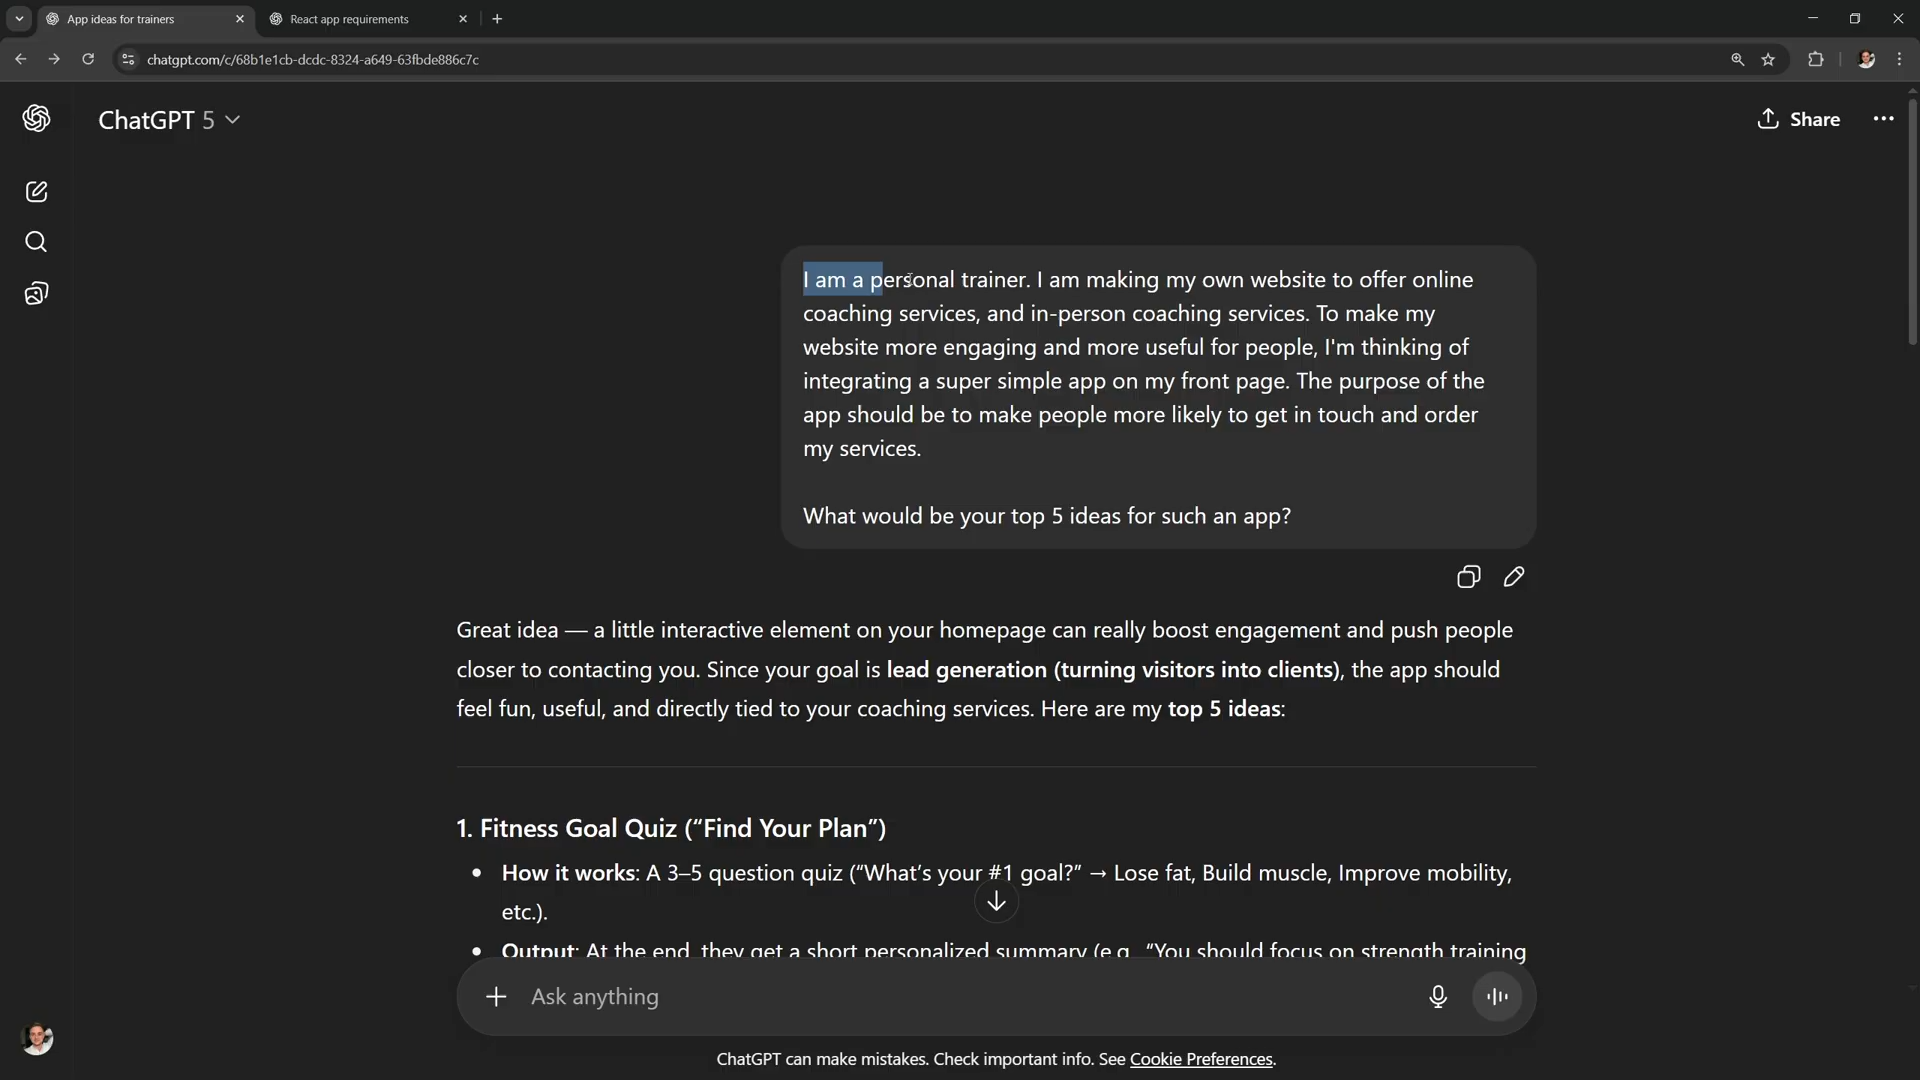 App ideas for trainers
React app requirements
chatgpt.com/c/68b1e1cb-dcdc-8324-a649-63fbde886c7c
ChatGPT 5
Share
I am a personal trainer. I am making my own website to offer online
coaching services, and in-person coaching services. To make my
website more engaging and more useful for people, I'm thinking of
integrating a super simple app on my front page. The purpose of the
app should be to make people more likely to get in touch and order
my services.
What would be your top 5 ideas for such an app?
Great idea — a little interactive element on your homepage can really boost engagement and push people
closer to contacting you. Since your goal is lead generation (turning visitors into clients), the app should
feel fun, useful, and directly tied to your coaching services. Here are my top 5 ideas:
1. Fitness Goal Quiz (“Find Your Plan”)
• How it works: A 3–5 question quiz (“What’s your #1 goal?” → Lose fat, Build muscle, Improve mobility,
etc.).
• Output: At the end, they get a short personalized summary (e.g., “You should focus on strength training
Ask anything
ChatGPT can make mistakes. Check important info. See Cookie Preferences.